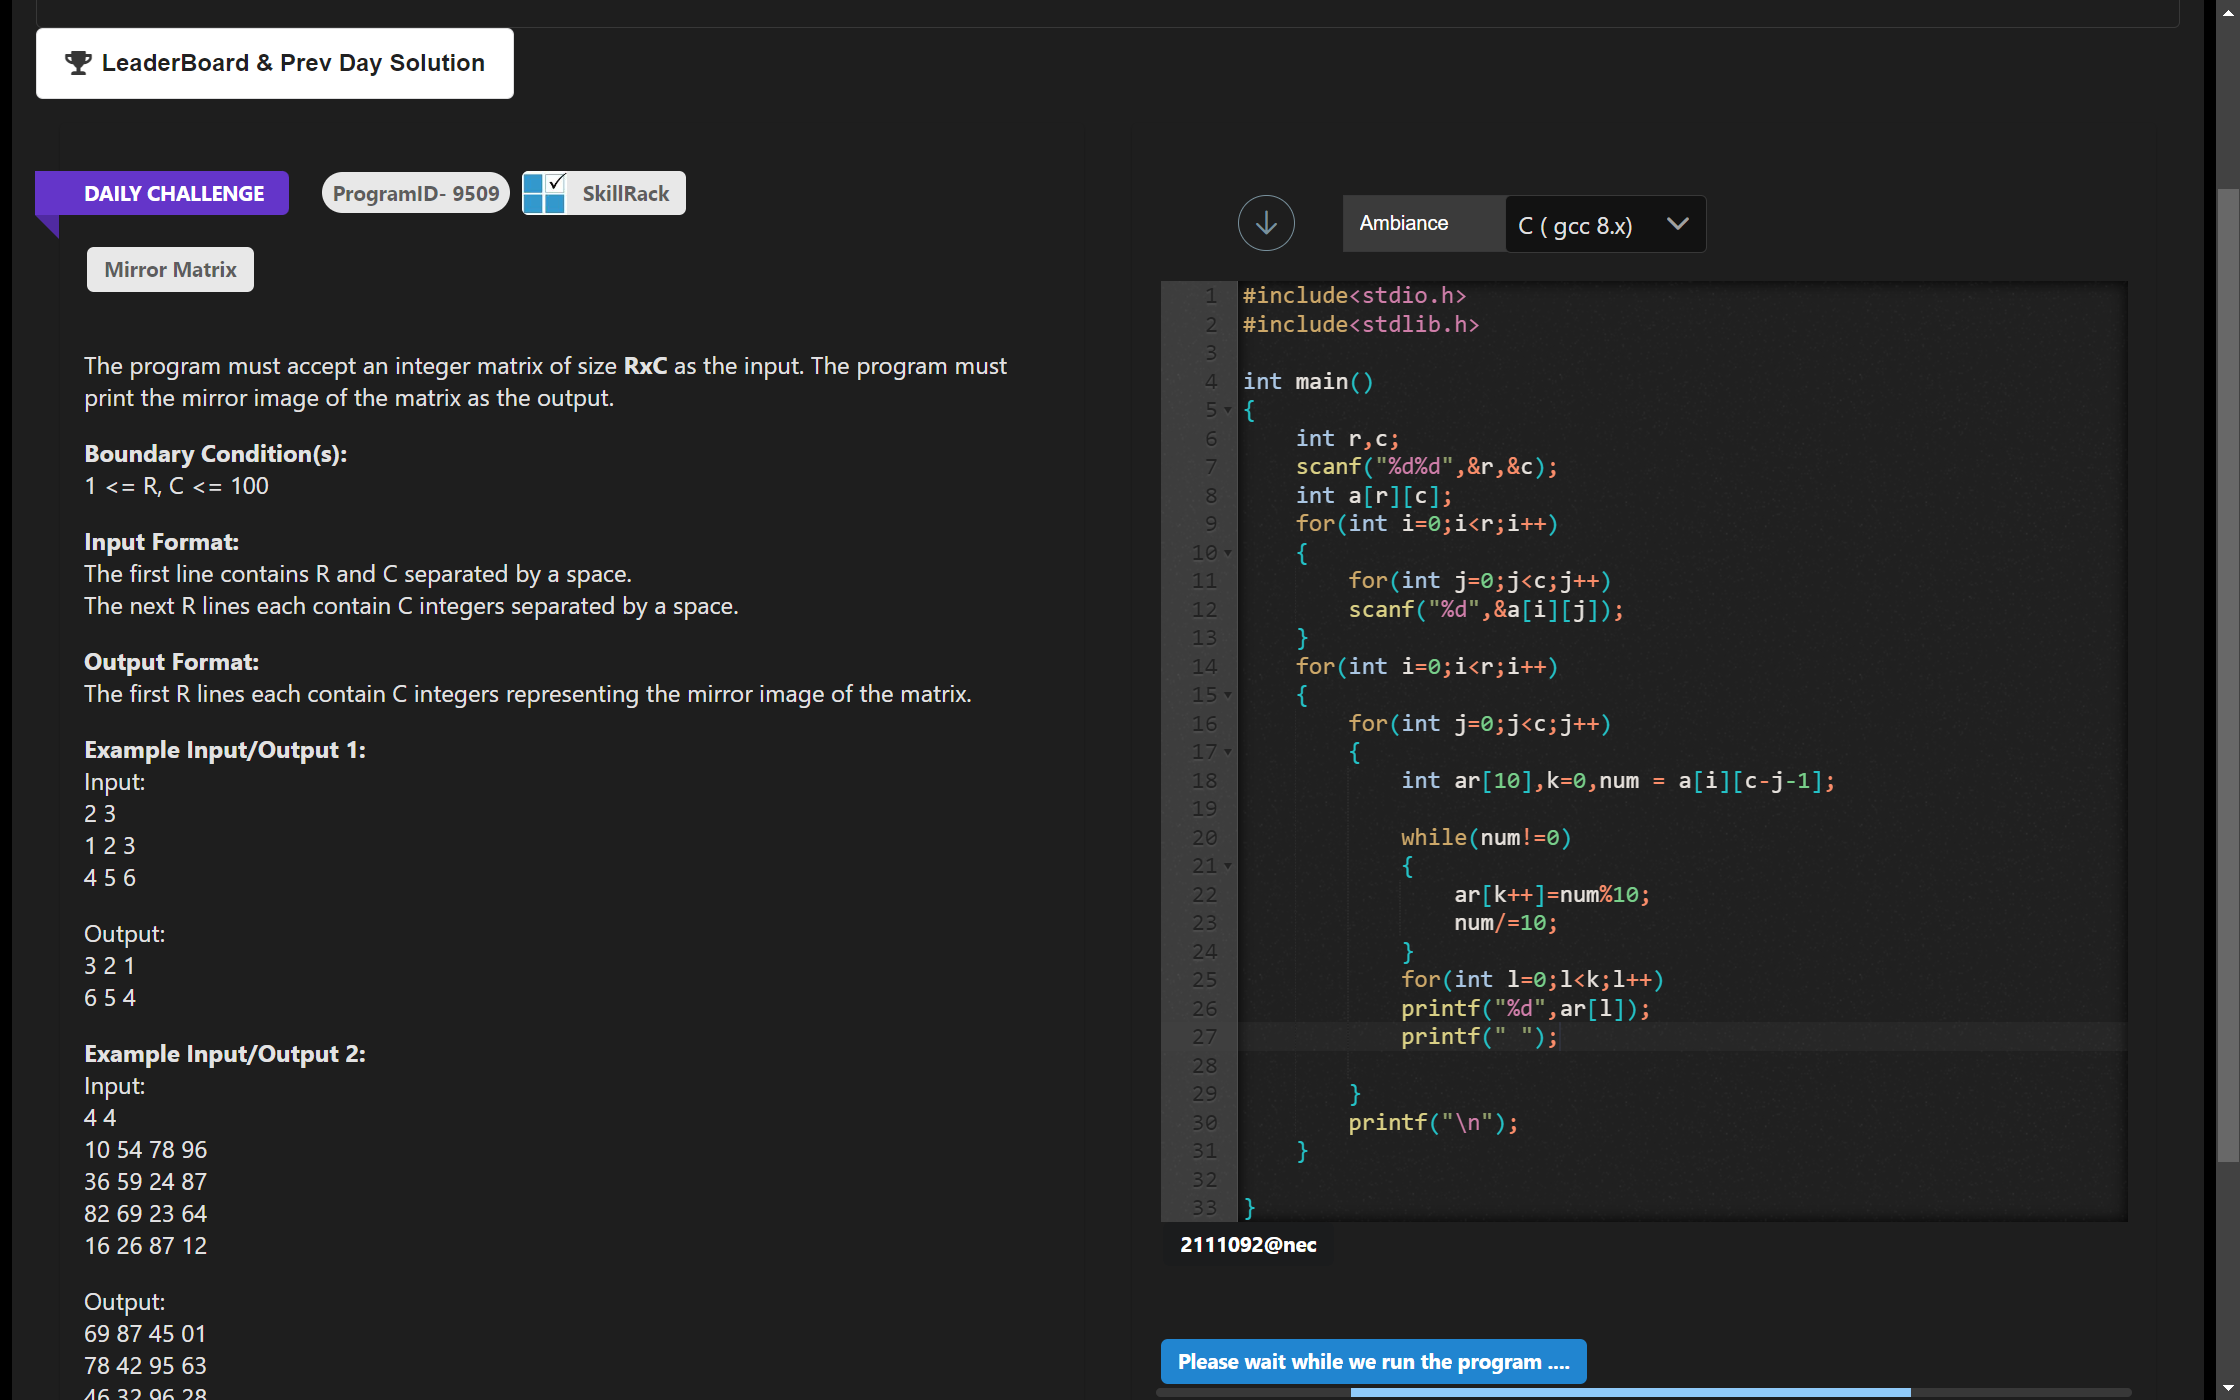 LeaderBoard & Prev Day Solution
DAILY CHALLENGE
ProgramID- 9509
SkillRack
Mirror Matrix
The program must accept an integer matrix of size RxC as the input. The program must
print the mirror image of the matrix as the output.
Boundary Condition(s):
1 <= R, C <= 100
Input Format:
The first line contains R and C separated by a space.
The next R lines each contain C integers separated by a space.
Output Format:
The first R lines each contain C integers representing the mirror image of the matrix.
Example Input/Output 1:
Input:
2 3
1 2 3
4 5 6
Output:
3 2 1
6 5 4
Example Input/Output 2:
Input:
4 4
10 54 78 96
36 59 24 87
82 69 23 64
16 26 87 12
Output:
69 87 45 01
78 42 95 63
46 32 96 28
Ambiance
C ( gcc 8.x)
1 #include<stdio.h>
2 #include<stdlib.h>
3
4 int main()
5 {
6     int r,c;
7     scanf("%d%d",&r,&c);
8     int a[r][c];
9     for(int i=0;i<r;i++)
10     {
11         for(int j=0;j<c;j++)
12         scanf("%d",&a[i][j]);
13     }
14     for(int i=0;i<r;i++)
15     {
16         for(int j=0;j<c;j++)
17         {
18             int ar[10],k=0,num = a[i][c-j-1];
19
20             while(num!=0)
21             {
22                 ar[k++]=num%10;
23                 num/=10;
24             }
25             for(int l=0;l<k;l++)
26             printf("%d",ar[l]);
27             printf(" ");
28
29         }
30         printf("\n");
31     }
32
33 }
2111092@nec
Please wait while we run the program ....